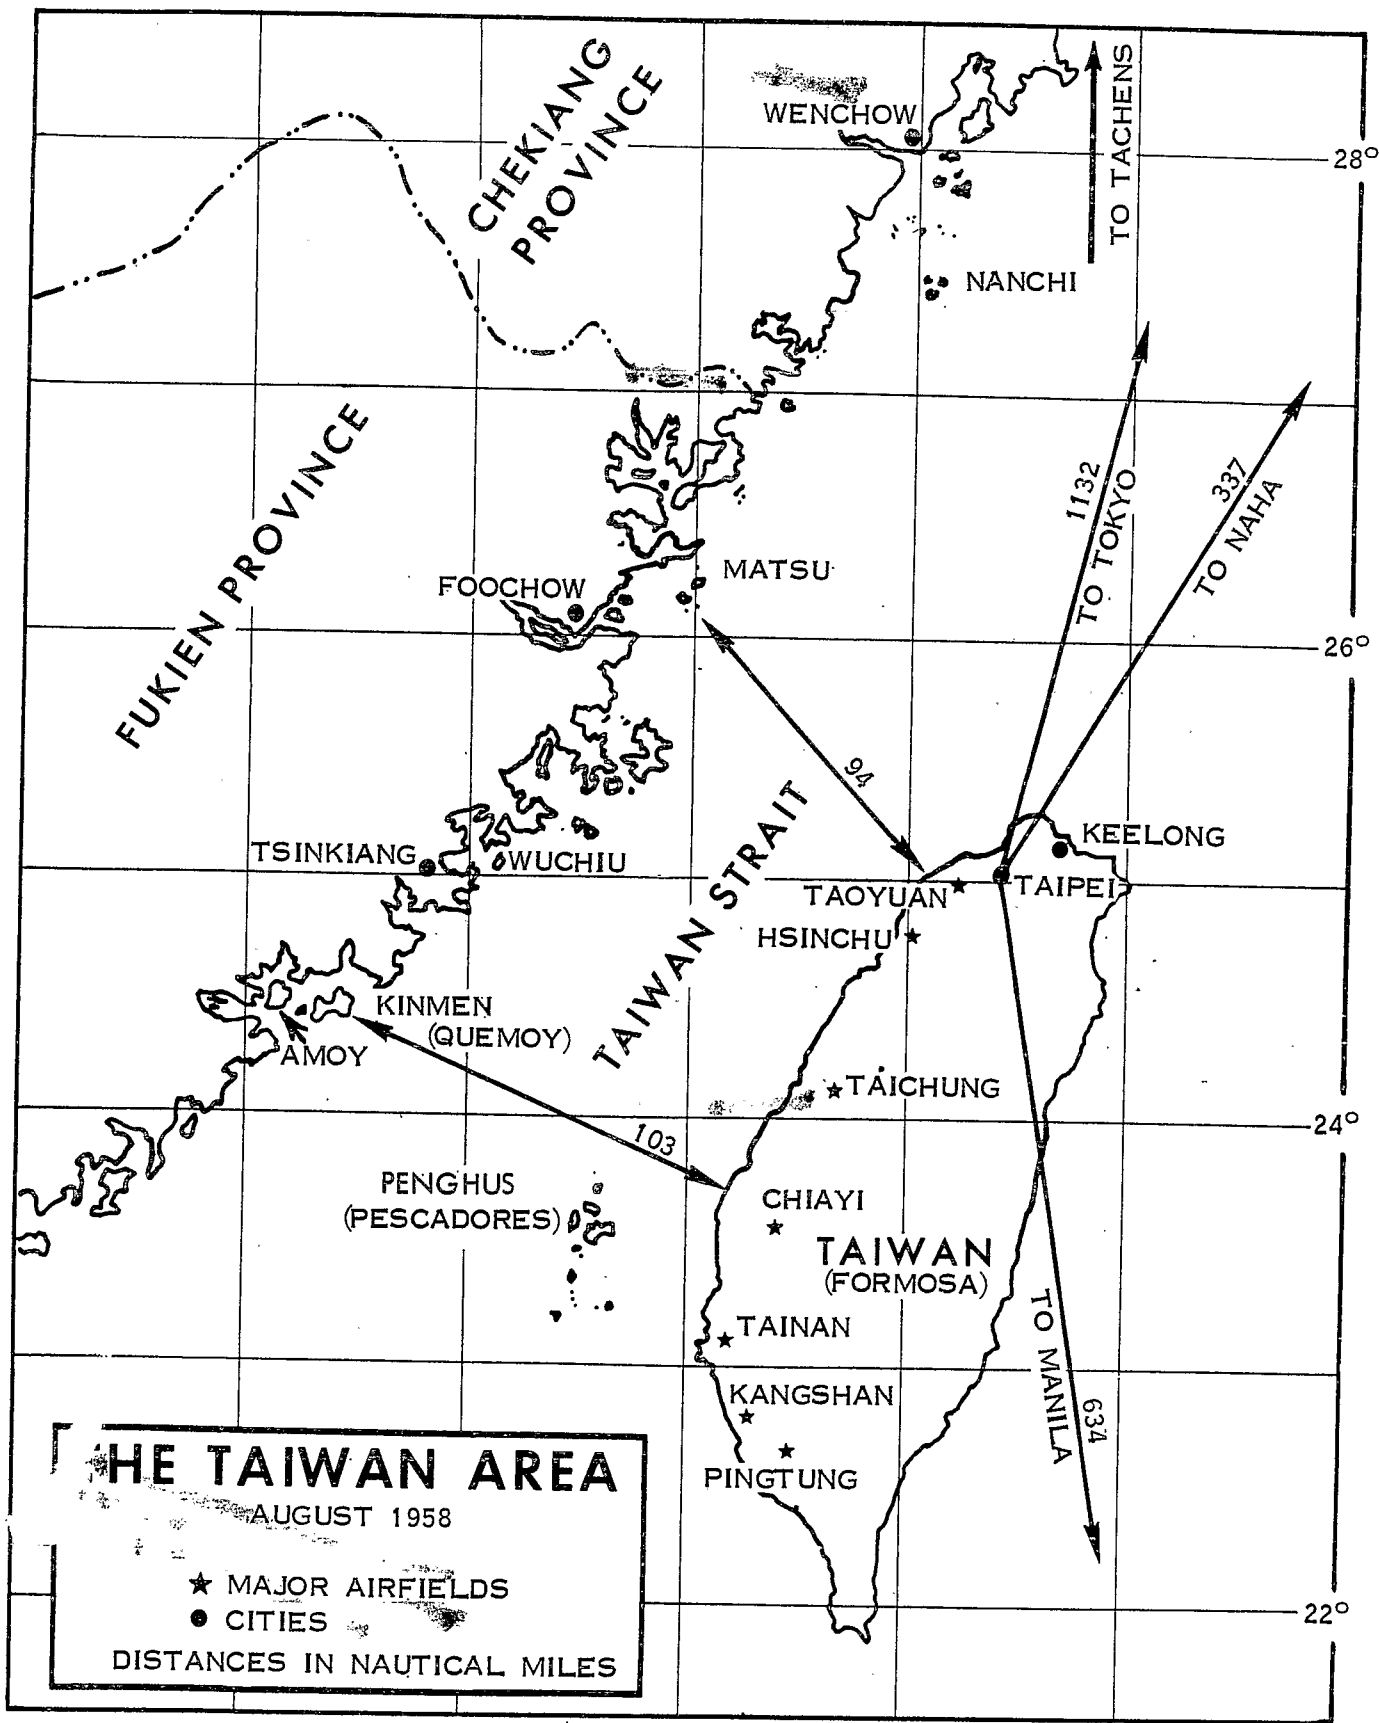 CHEKIANG
PROVINCE
WENCHOW
TO TACHENS
28°
NANCHI
FUKIEN PROVINCE
1132
TO TOKYO
337
TO NAHA
MATSU
FOOCHOW
26°
94
TAIWAN STRAIT
KEELONG
TSINKIANG
WUCHIU
TAOYUAN
TAIPEI
HSINCHU
KINMEN
(QUEMOY)
AMOY
TAICHUNG
24°
103
PENGHUS
(PESCADORES)
CHIAYI
TAIWAN
(FORMOSA)
TO MANILA
634
TAINAN
KANGSHAN
PINGTUNG
22°
HE TAIWAN AREA
AUGUST 1958
★ MAJOR AIRFIELDS
● CITIES
DISTANCES IN NAUTICAL MILES